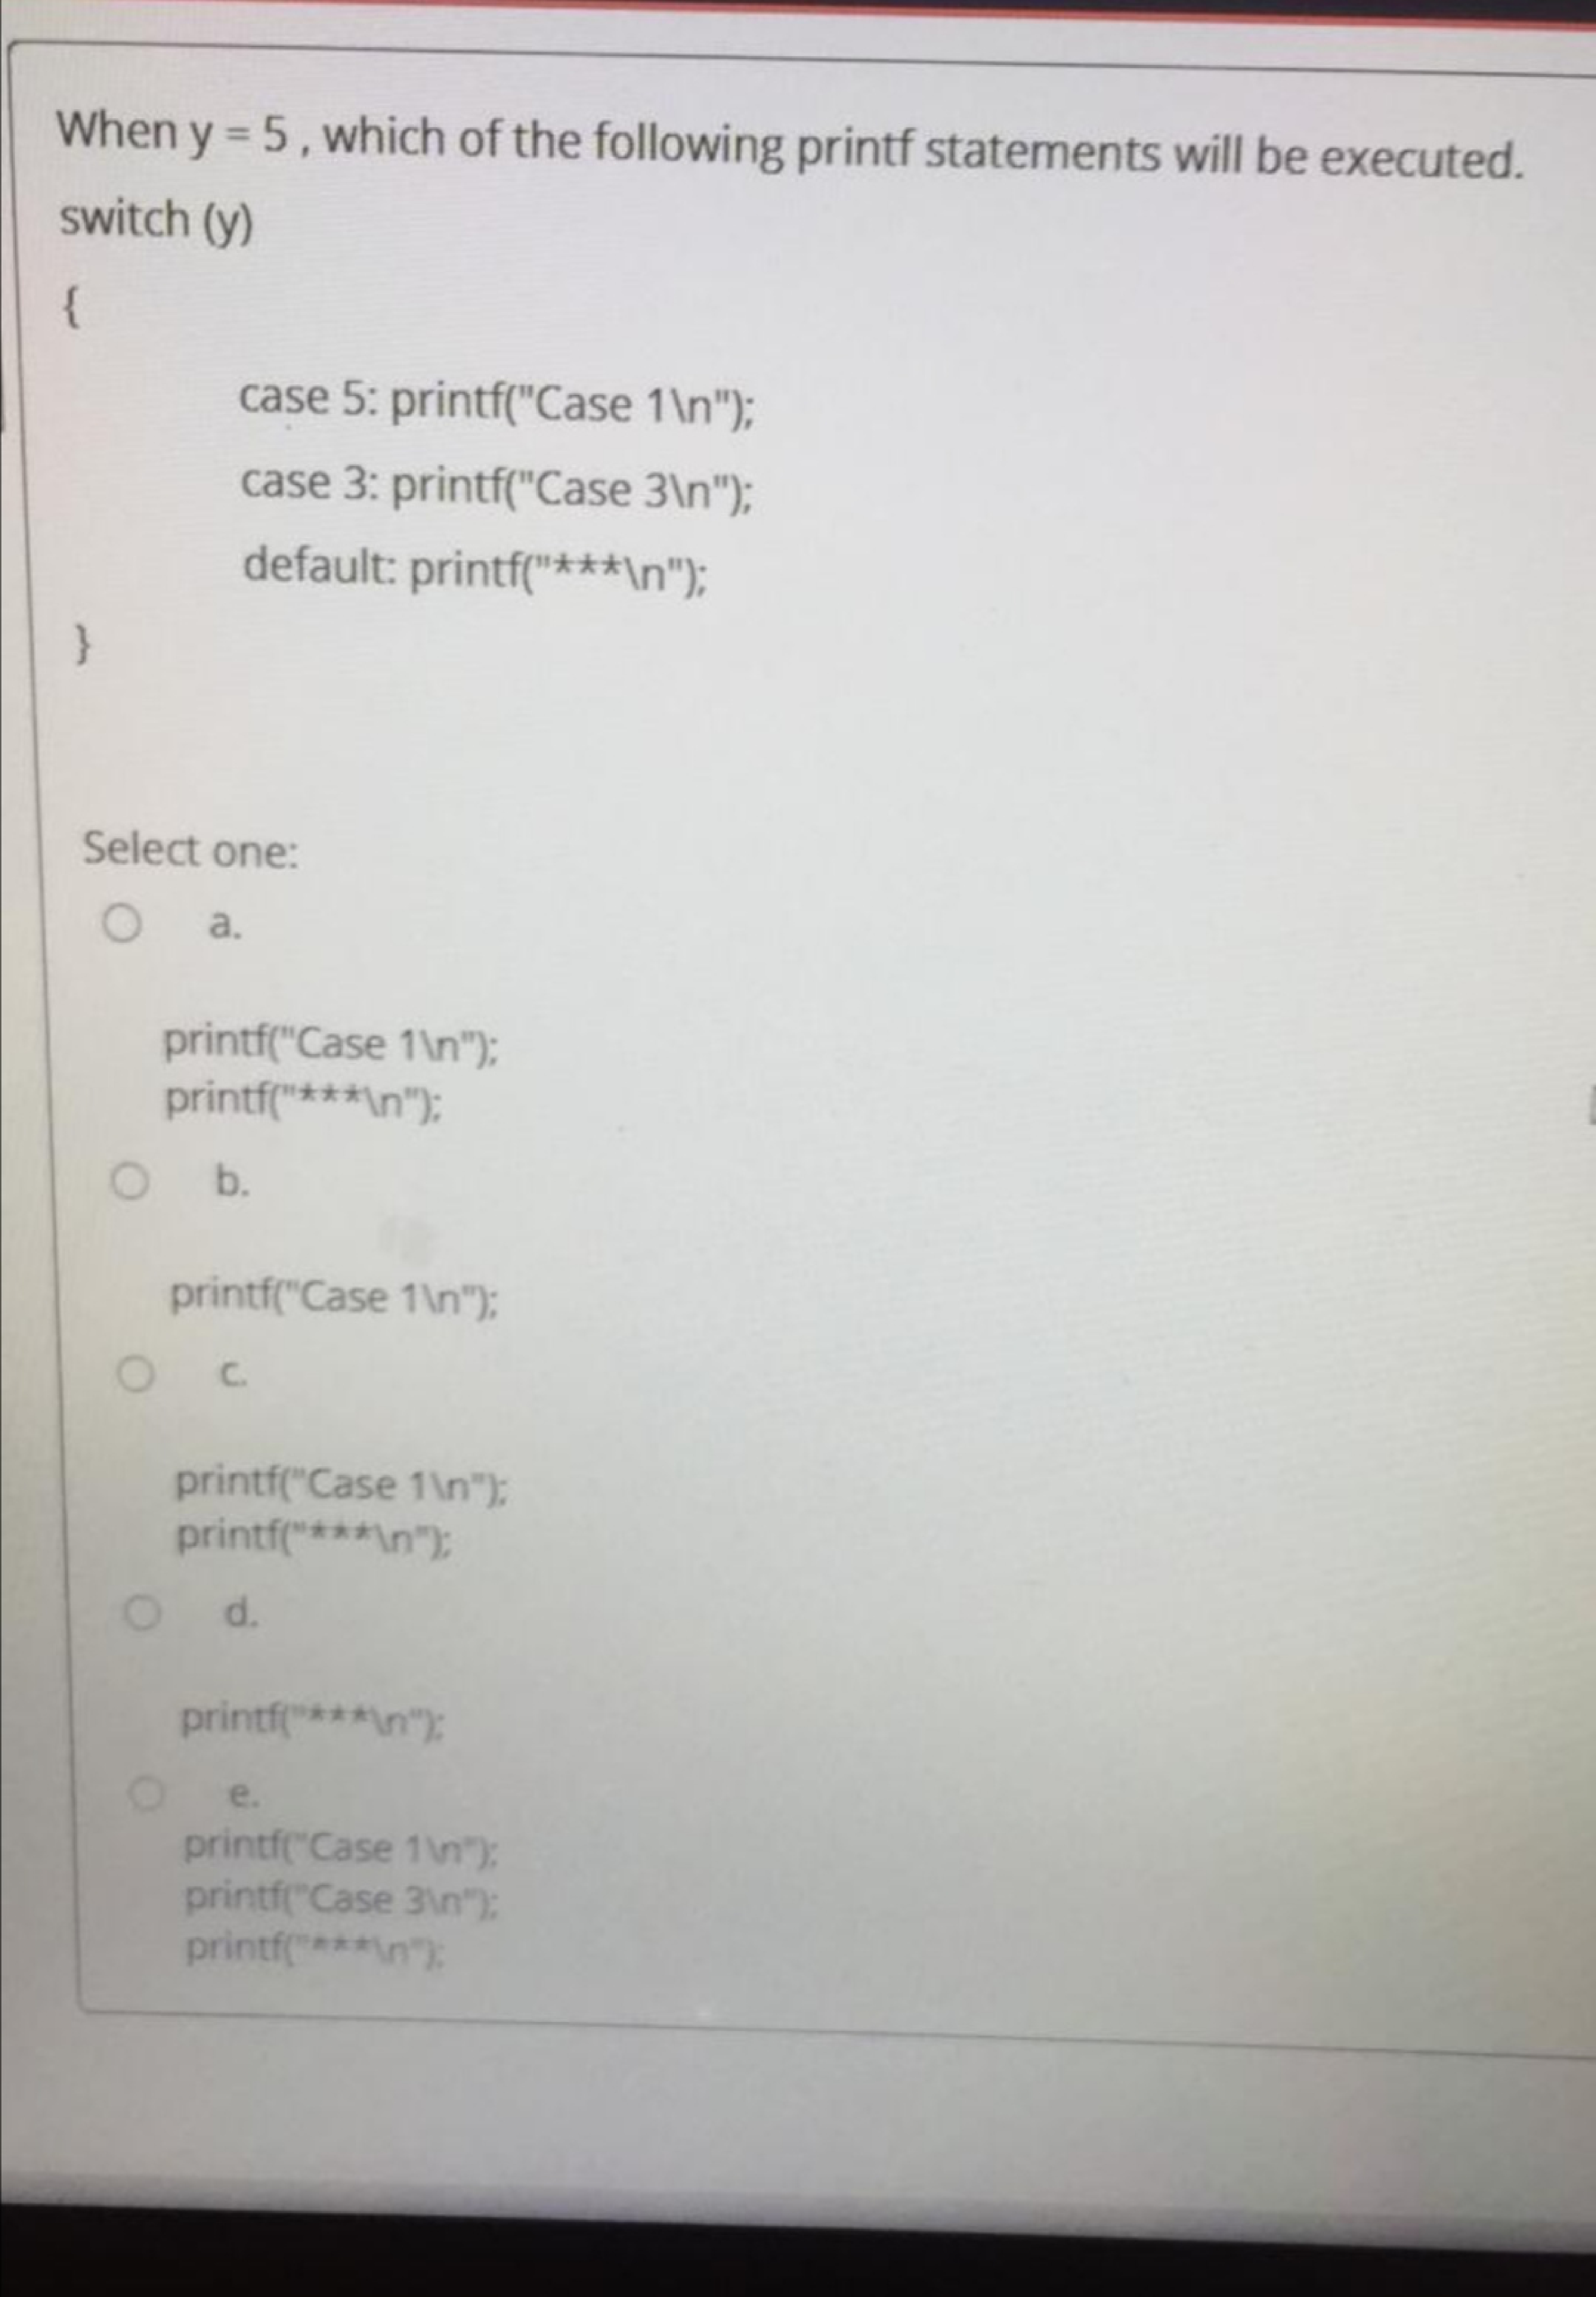 When y = 5 , which of the following printf statements will be executed.
switch (y)
{
case 5: printf("Case 1\n");
case 3: printf("Case 3\n");
default: printf("***\n");
}
Select one:
a.
printf("Case 1\n");
printf("***\n");
b.
printf("Case 1\n");
c.
printf("Case 1\n");
printf("***\n");
d.
printf("***\n");
e.
printf("Case 1\n");
printf("Case 3\n");
printf("***\n");